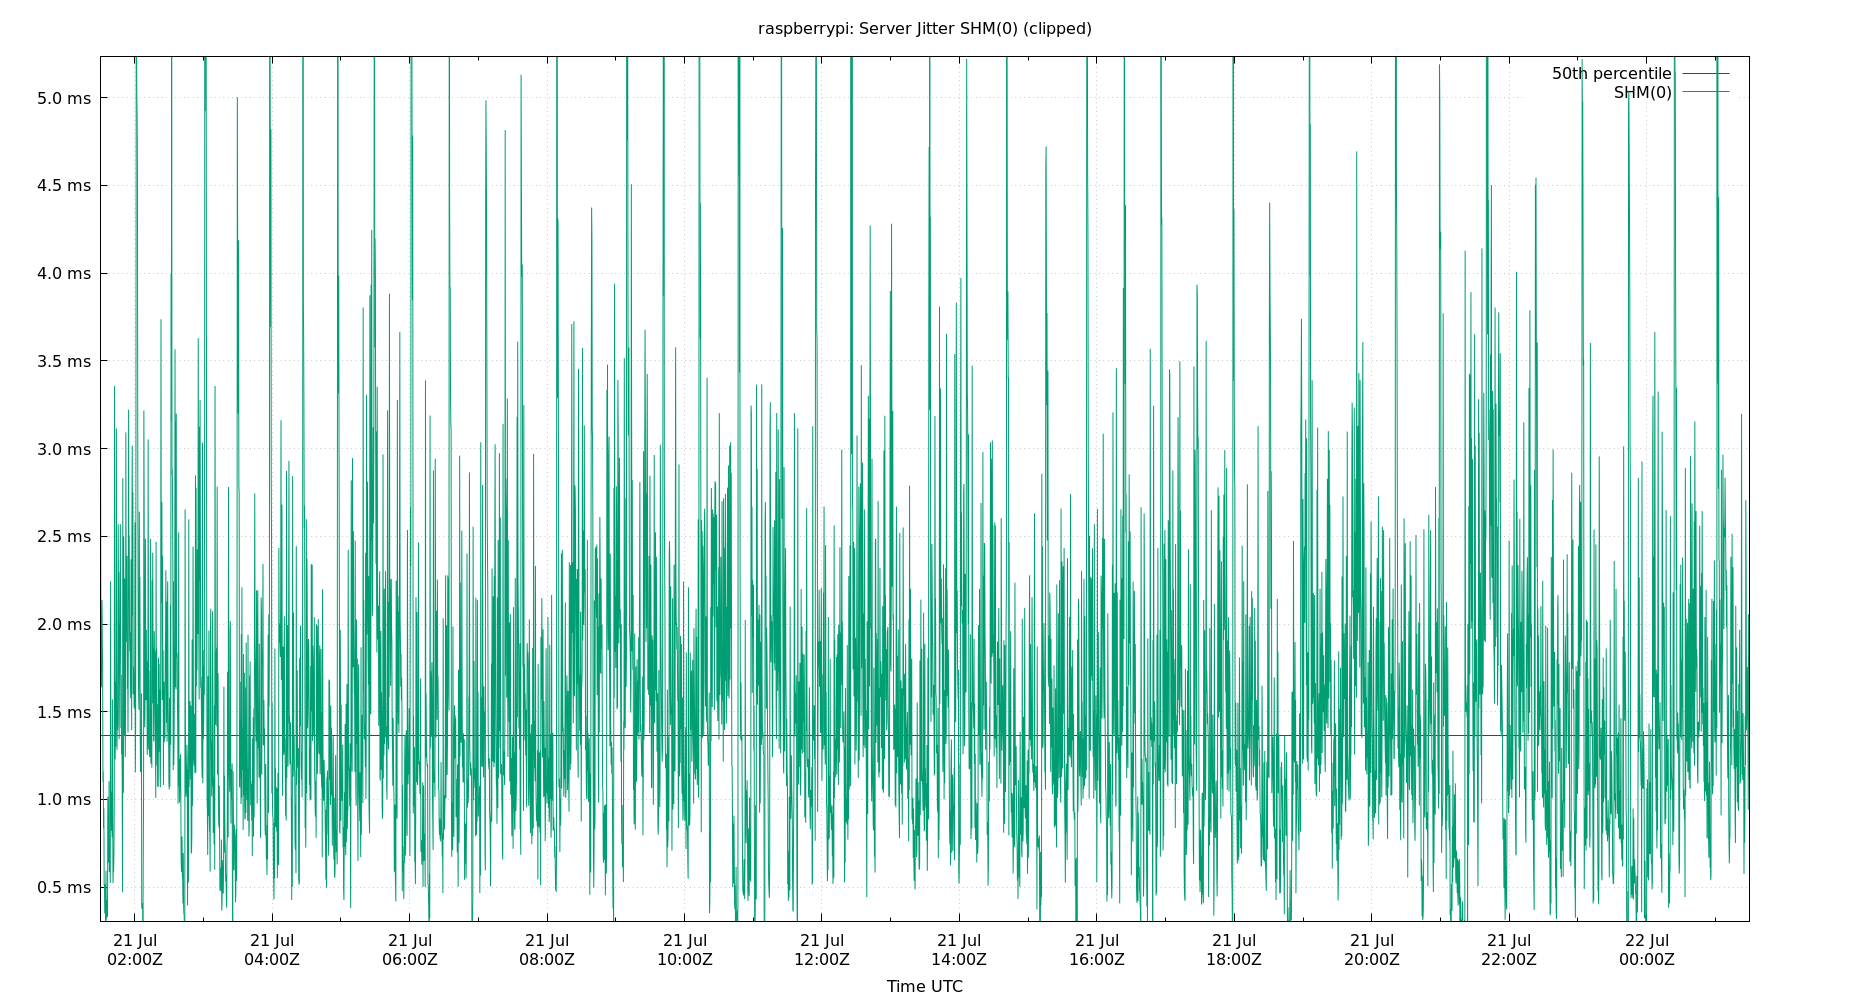 raspberrypi: Server Jitter SHM(0) (clipped)
50th percentile
SHM(0)
5.0 ms
4.5 ms
4.0 ms
3.5 ms
3.0 ms
2.5 ms
2.0 ms
1.5 ms
1.0 ms
0.5 ms
21 Jul 21 Jul 21 Jul 21 Jul 21 Jul 21 Jul 21 Jul 21 Jul 21 Jul 21 Jul 21 Jul 22 Jul
02:00Z 04:00Z 06:00Z 08:00Z 10:00Z 12:00Z 14:00Z 16:00Z 18:00Z 20:00Z 22:00Z 00:00Z
Time UTC